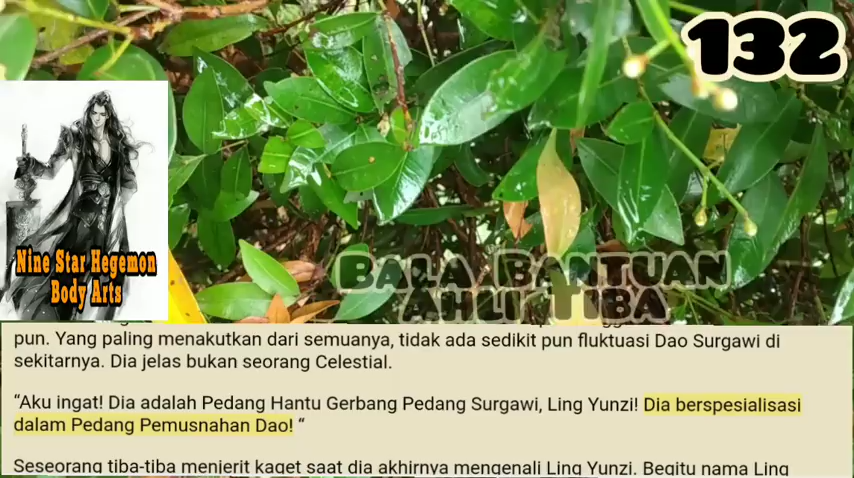 132
Nine Star Hegemon
Body Arts
BALA BANTUAN
AHLI TIBA
pun. Yang paling menakutkan dari semuanya, tidak ada sedikit pun fluktuasi Dao Surgawi di
sekitarnya. Dia jelas bukan seorang Celestial.
“Aku ingat! Dia adalah Pedang Hantu Gerbang Pedang Surgawi, Ling Yunzi! Dia berspesialisasi
dalam Pedang Pemusnahan Dao! “
Seseorang tiba-tiba menjerit kaget saat dia akhirnya mengenali Ling Yunzi. Begitu nama Ling